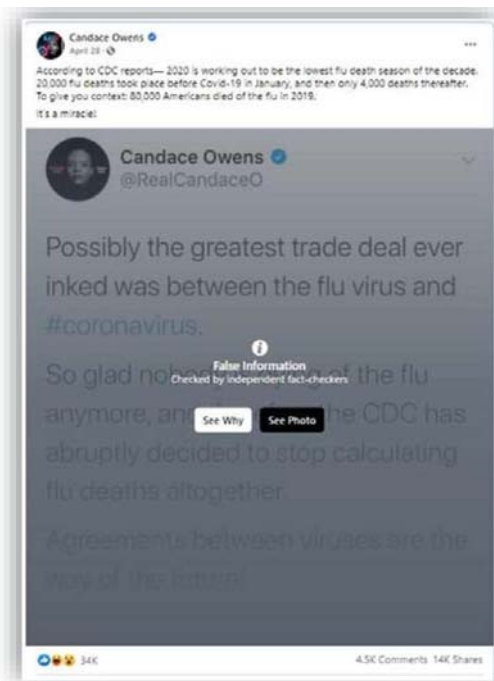 Candace Owens
April 28 ·
According to CDC reports— 2020 is working out to be the lowest flu death season of the decade.
20,000 flu deaths took place before Covid-19 in January, and then only 4,000 deaths thereafter.
To give you context: 80,000 Americans died of the flu in 2019.
It's a miracle!
Candace Owens
@RealCandaceO
Possibly the greatest trade deal ever
inked was between the flu virus and
#coronavirus.
False Information
So glad of the flu
Checked by independent fact-checkers
anymore, the CDC has
See Why
See Photo
abruptly decided to stop calculating
flu deaths altogether.
Agreements between viruses are the
way of the future!
34K
4.5K Comments 14K Shares